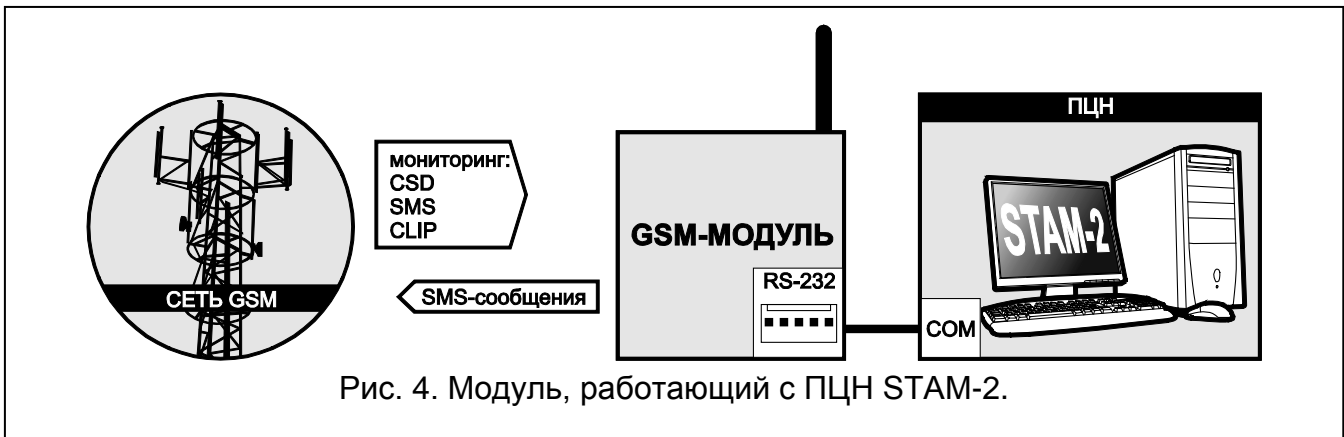 ПЦН
мониторинг:
CSD
SMS
CLIP
GSM-МОДУЛЬ
STAM-2
RS-232
СЕТЬ GSM
SMS-сообщения
COM
Рис. 4. Модуль, работающий с ПЦН STAM-2.